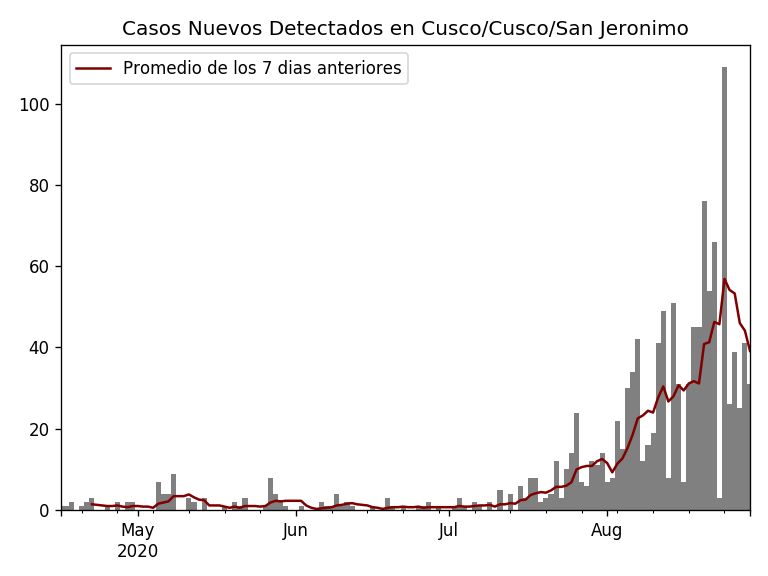 Casos Nuevos Detectados en Cusco/Cusco/San Jeronimo
Promedio de los 7 dias anteriores
100
80
60
40
20
0
May
2020
Jun
Jul
Aug